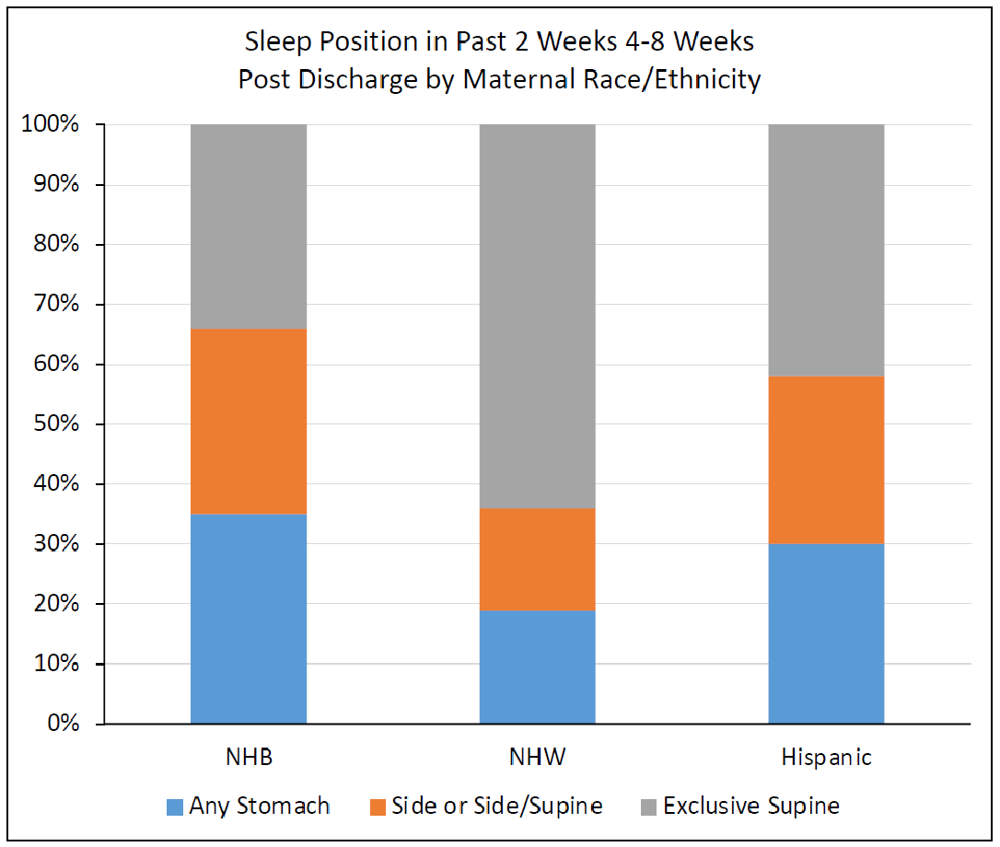 Sleep Position in Past 2 Weeks 4-8 Weeks
Post Discharge by Maternal Race/Ethnicity
100%
90%
80%
70%
60%
50%
40%
30%
20%
10%
0%
NHB NHW Hispanic
Any Stomach Side or Side/Supine Exclusive Supine